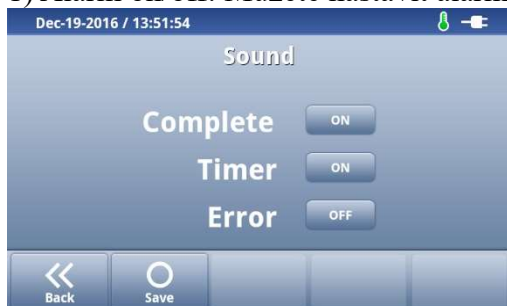 Dec-19-2016 / 13:51:54
Sound
Complete ON
Timer ON
Error OFF
Back Save